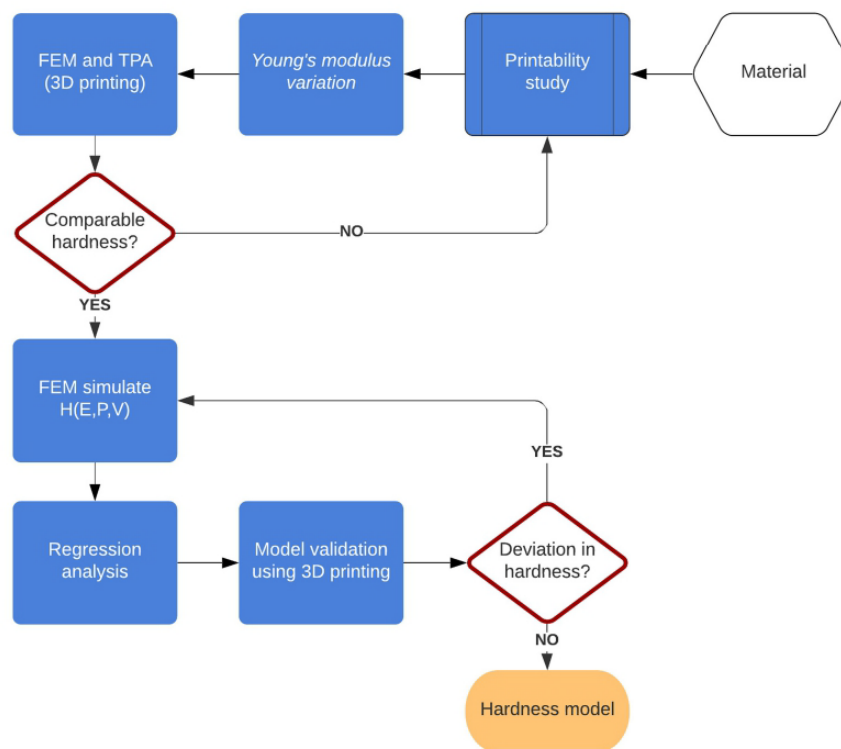 FEM and TPA
(3D printing)
Young's modulus
variation
Printability
study
Material
Comparable
hardness?
NO
YES
FEM simulate
H(E,P,V)
YES
Regression
analysis
Model validation
using 3D printing
Deviation in
hardness?
NO
Hardness model